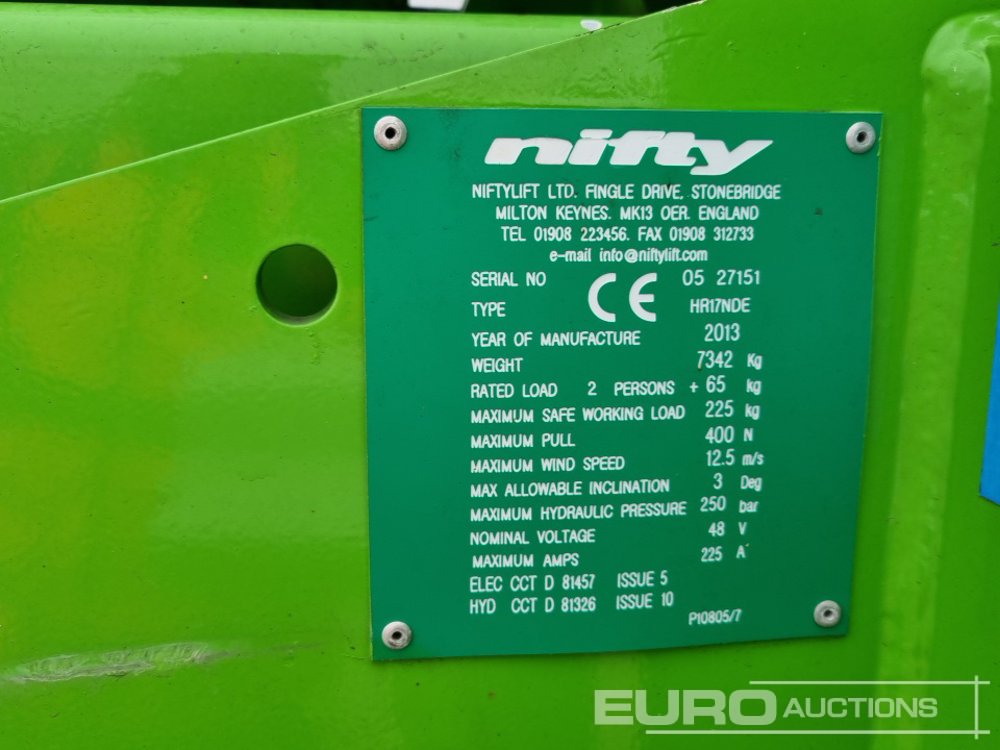 nifty
NIFTYLIFT LTD. FINGLE DRIVE, STONEBRIDGE
MILTON KEYNES. MK13 OER. ENGLAND
TEL 01908 223456. FAX 01908 312733
e-mail info@niftylift.com
SERIAL NO CE 05 27151
TYPE HR17NDE
YEAR OF MANUFACTURE 2013
WEIGHT 7342 Kg
RATED LOAD 2 PERSONS + 65 kg
MAXIMUM SAFE WORKING LOAD 225 kg
MAXIMUM PULL 400 N
MAXIMUM WIND SPEED 12.5 m/s
MAX ALLOWABLE INCLINATION 3 Deg
MAXIMUM HYDRAULIC PRESSURE 250 bar
NOMINAL VOLTAGE 48 V
MAXIMUM AMPS 225 A
ELEC CCT D 81457 ISSUE 5
HYD CCT D 81326 ISSUE 10
P10805/7
EURO AUCTIONS